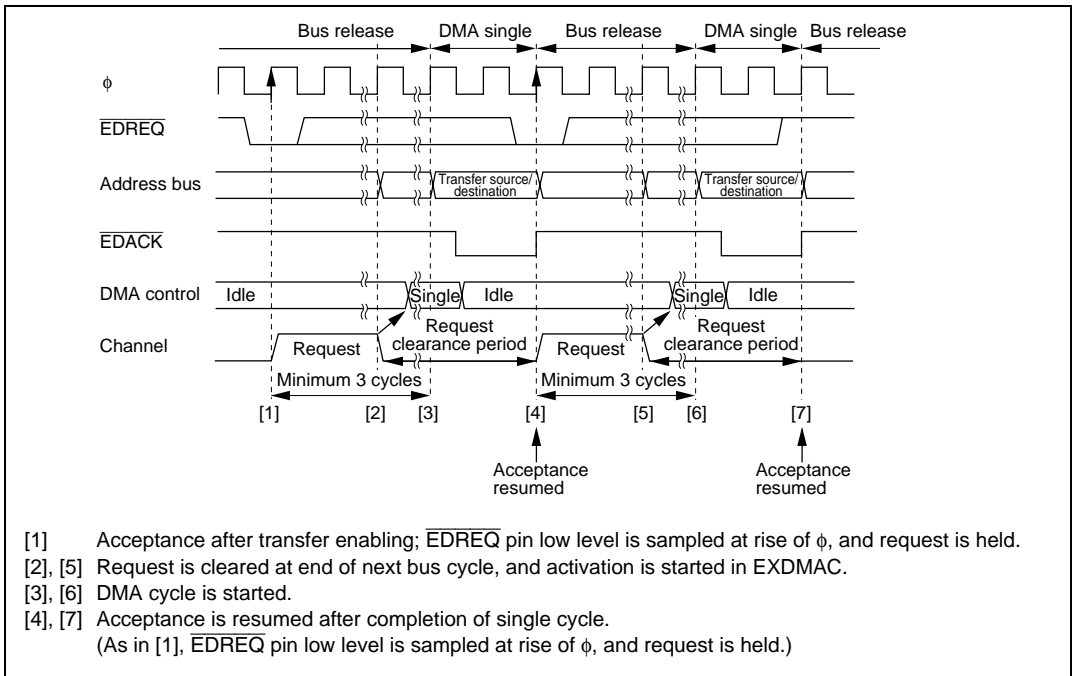 Bus release DMA single Bus release DMA single Bus release
ϕ
EDREQ
Address bus Transfer source/ destination Transfer source/ destination
EDACK
DMA control Idle Single Idle Single Idle
Channel Request Request clearance period Request Request clearance period
Minimum 3 cycles Minimum 3 cycles
[1] [2] [3] [4] [5] [6] [7]
Acceptance resumed Acceptance resumed
[1] Acceptance after transfer enabling; EDREQ pin low level is sampled at rise of ϕ, and request is held.
[2], [5] Request is cleared at end of next bus cycle, and activation is started in EXDMAC.
[3], [6] DMA cycle is started.
[4], [7] Acceptance is resumed after completion of single cycle.
(As in [1], EDREQ pin low level is sampled at rise of ϕ, and request is held.)